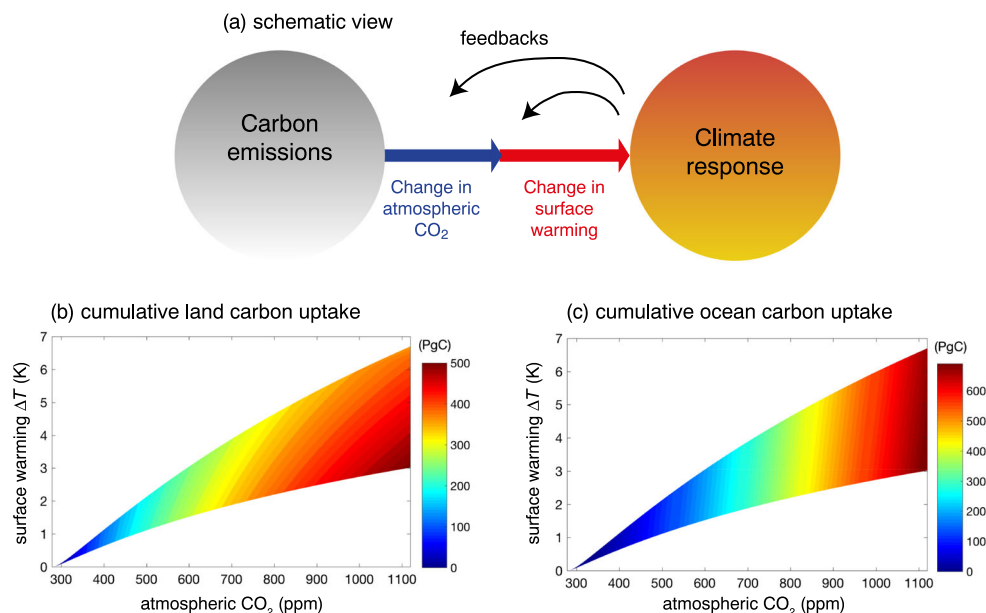 (a) schematic view
feedbacks
Carbon
emissions
Climate
response
Change in
atmospheric
CO2
Change in
surface
warming
(b) cumulative land carbon uptake
(PgC)
7
6
5
4
3
2
1
0
surface warming ΔT (K)
500
400
300
200
100
0
300 400 500 600 700 800 900 1000 1100
atmospheric CO2 (ppm)
(c) cumulative ocean carbon uptake
(PgC)
7
6
5
4
3
2
1
0
surface warming ΔT (K)
600
500
400
300
200
100
0
300 400 500 600 700 800 900 1000 1100
atmospheric CO2 (ppm)